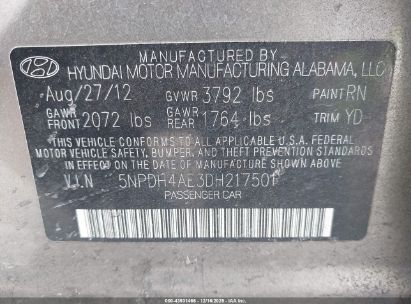 HYUNDAI MOTOR MANUFACTURING ALABAMA, LLC
Aug/27/12 GVWR 3792 lbs PAINT RN
GAWR FRONT 2072 lbs GAWR REAR 1764 lbs TRIM YD
THIS VEHICLE CONFORMS TO ALL APPLICABLE U.S. FEDERAL
MOTOR VEHICLE SAFETY, BUMPER, AND THEFT PREVENTION STANDARDS
IN EFFECT ON THE DATE OF MANUFACTURE SHOWN ABOVE.
V.I.N 5NPDH4AE3DH217501
PASSENGER CAR